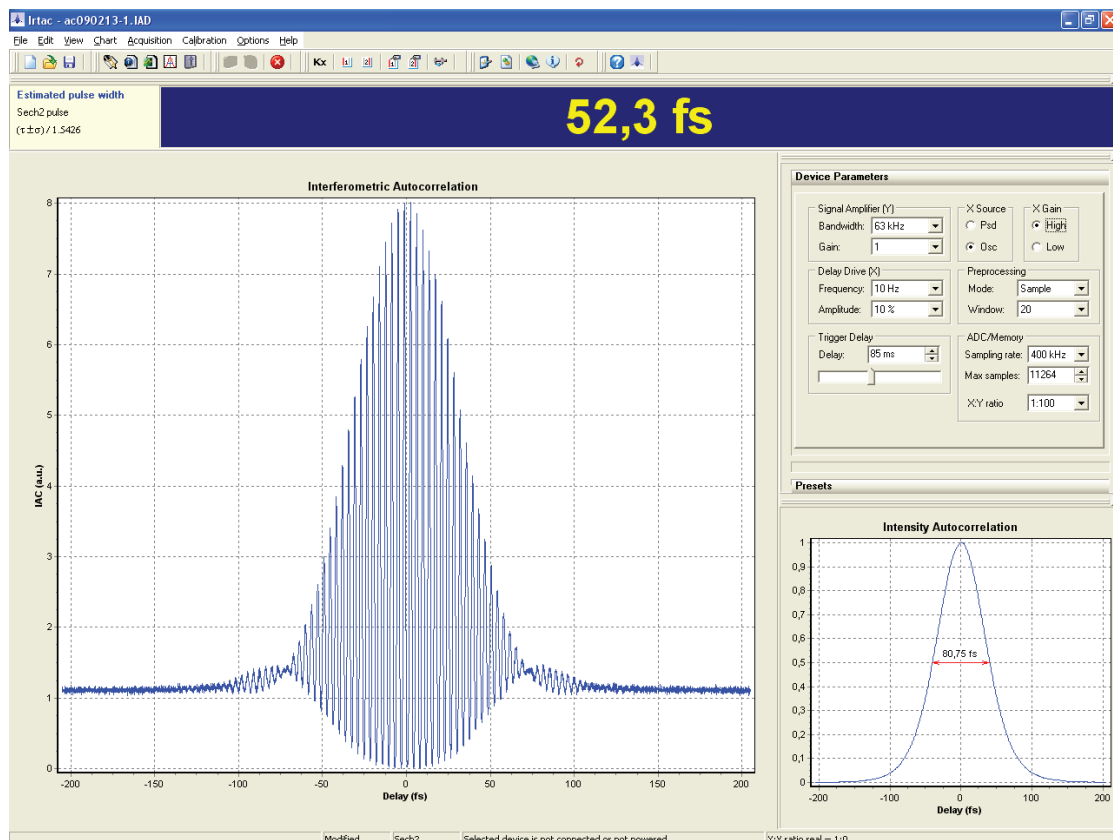 Irtac - ac090213-1.IAD
File Edit View Chart Acquisition Calibration Options Help
Kx
Estimated pulse width
Sech2 pulse
(τ±σ)/1.5426
52,3 fs
Interferometric Autocorrelation
8
7
6
5
4
3
2
1
0
IAC (a.u.)
-200 -150 -100 -50 0 50 100 150 200
Delay (fs)
Device Parameters
Signal Amplifier (Y)
Bandwidth: 63 kHz
Gain: 1
X Source
Psd
Osc
X Gain
High
Low
Delay Drive (X)
Frequency: 10 Hz
Amplitude: 10 %
Preprocessing
Mode: Sample
Window: 20
Trigger Delay
Delay: 85 ms
ADC/Memory
Sampling rate: 400 kHz
Max samples: 11264
X:Y ratio 1:100
Presets
Intensity Autocorrelation
1
0,9
0,8
0,7
0,6
0,5
0,4
0,3
0,2
0,1
0
80,75 fs
-200 -100 0 100 200
Delay (fs)
Modified Sech2 Selected device is not connected or not powered X:Y ratio real = 1:0